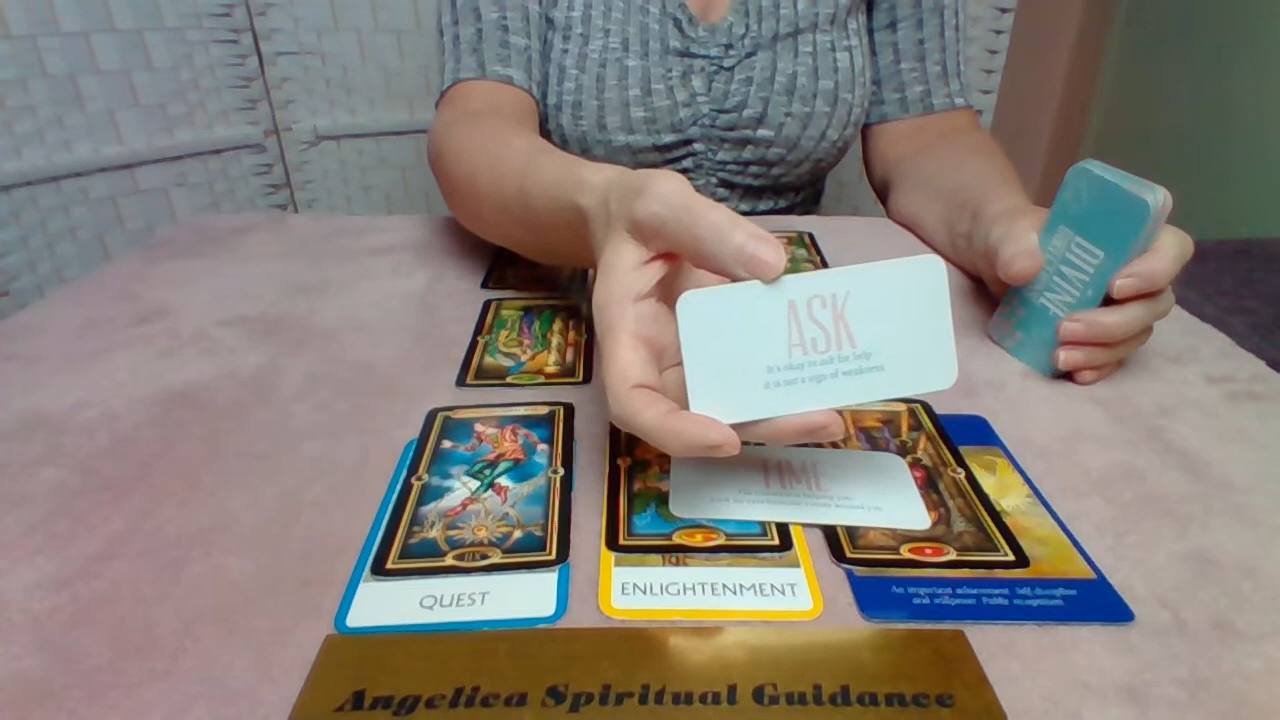 DIVINE
ASK
It's okay to ask for help
it is not a sign of weakness
TIME
QUEST
ENLIGHTENMENT
An important achievement Self-discipline
and willpower Public recognition
Angelica Spiritual Guidance